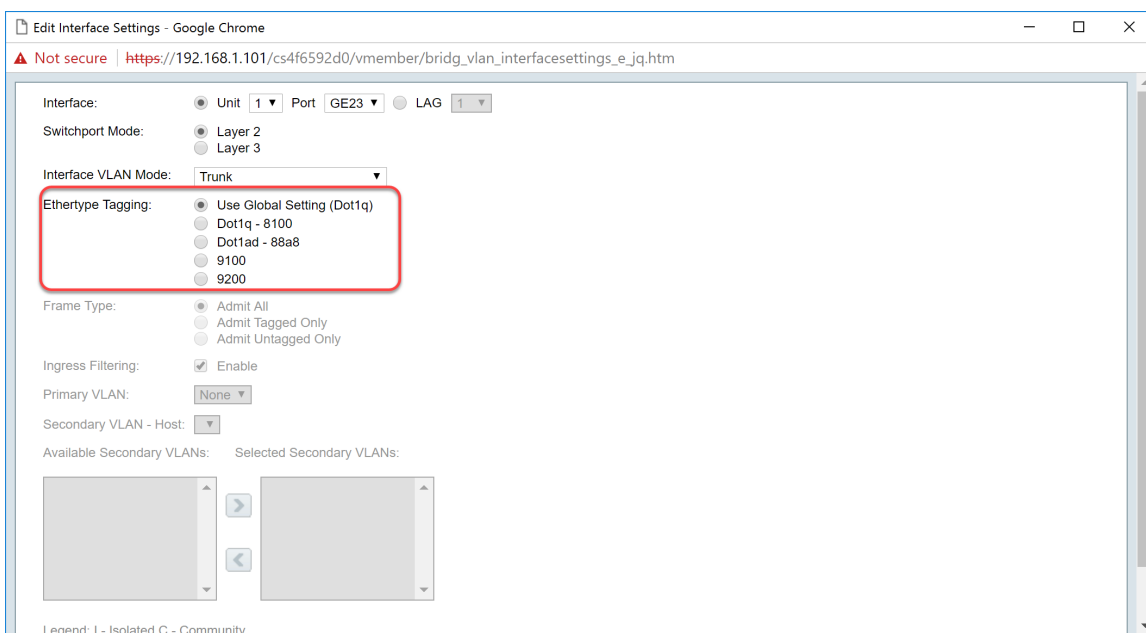 Edit Interface Settings - Google Chrome
Not secure https://192.168.1.101/cs4f6592d0/vmember/bridg_vlan_interfacesettings_e_jq.htm
Interface: Unit 1 Port GE23 LAG 1
Switchport Mode: Layer 2
Layer 3
Interface VLAN Mode: Trunk
Ethertype Tagging: Use Global Setting (Dot1q)
Dot1q - 8100
Dot1ad - 88a8
9100
9200
Frame Type: Admit All
Admit Tagged Only
Admit Untagged Only
Ingress Filtering: Enable
Primary VLAN: None
Secondary VLAN - Host:
Available Secondary VLANs: Selected Secondary VLANs:
Legend: I - Isolated C - Community